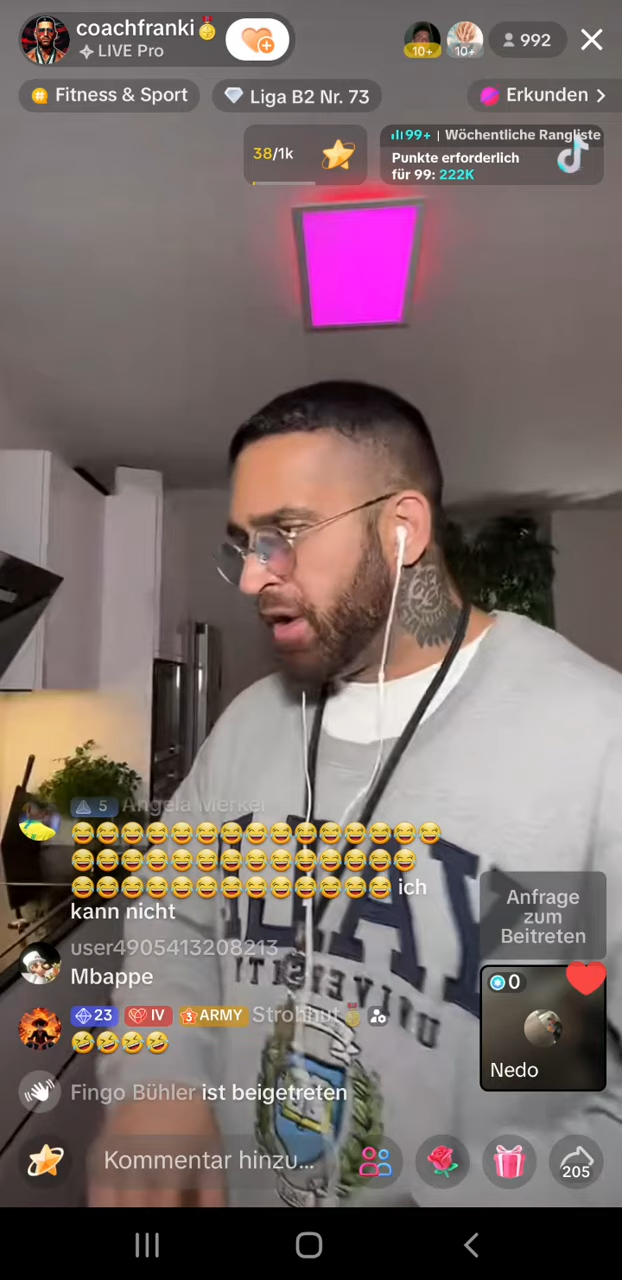 coachfranki🥇
LIVE Pro
10+
10+
992
Fitness & Sport
Liga B2 Nr. 73
Erkunden >
38/1k
99+ | Wöchentliche Rangliste
Punkte erforderlich
für 99: 222K
5 Angela Merkel
😂😂😂😂😂😂😂😂😂😂😂😂😂😂😂
😂😂😂😂😂😂😂😂😂😂😂😂😂😂
😂😂😂😂😂😂😂😂😂😂😂😂😂 ich
kann nicht
user4905413208213
Mbappe
23 IV ARMY Strohhut🥇
🤣🤣🤣🤣
Fingo Bühler ist beigetreten
UNIVERSITY
Anfrage
zum
Beitreten
0
Nedo
Kommentar hinzu...
205